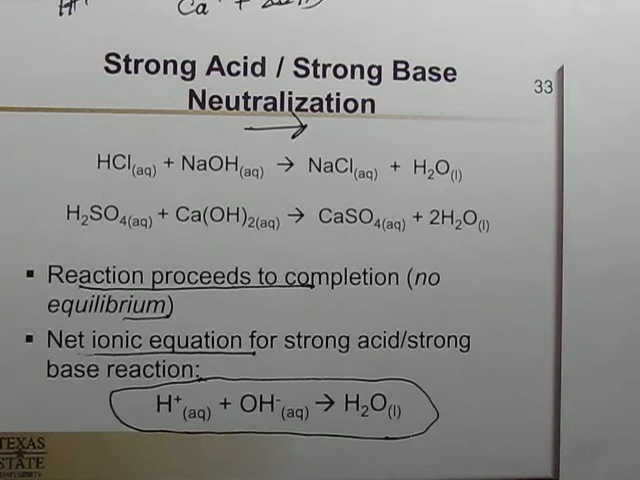 H⁺ Ca
Strong Acid / Strong Base
Neutralization
33
HCl(aq) + NaOH(aq) → NaCl(aq) + H₂O(l)
H₂SO₄(aq) + Ca(OH)₂(aq) → CaSO₄(aq) + 2H₂O(l)
▪ Reaction proceeds to completion (no
equilibrium)
▪ Net ionic equation for strong acid/strong
base reaction:
H⁺(aq) + OH⁻(aq) → H₂O(l)
TEXAS
STATE
UNIVERSITY